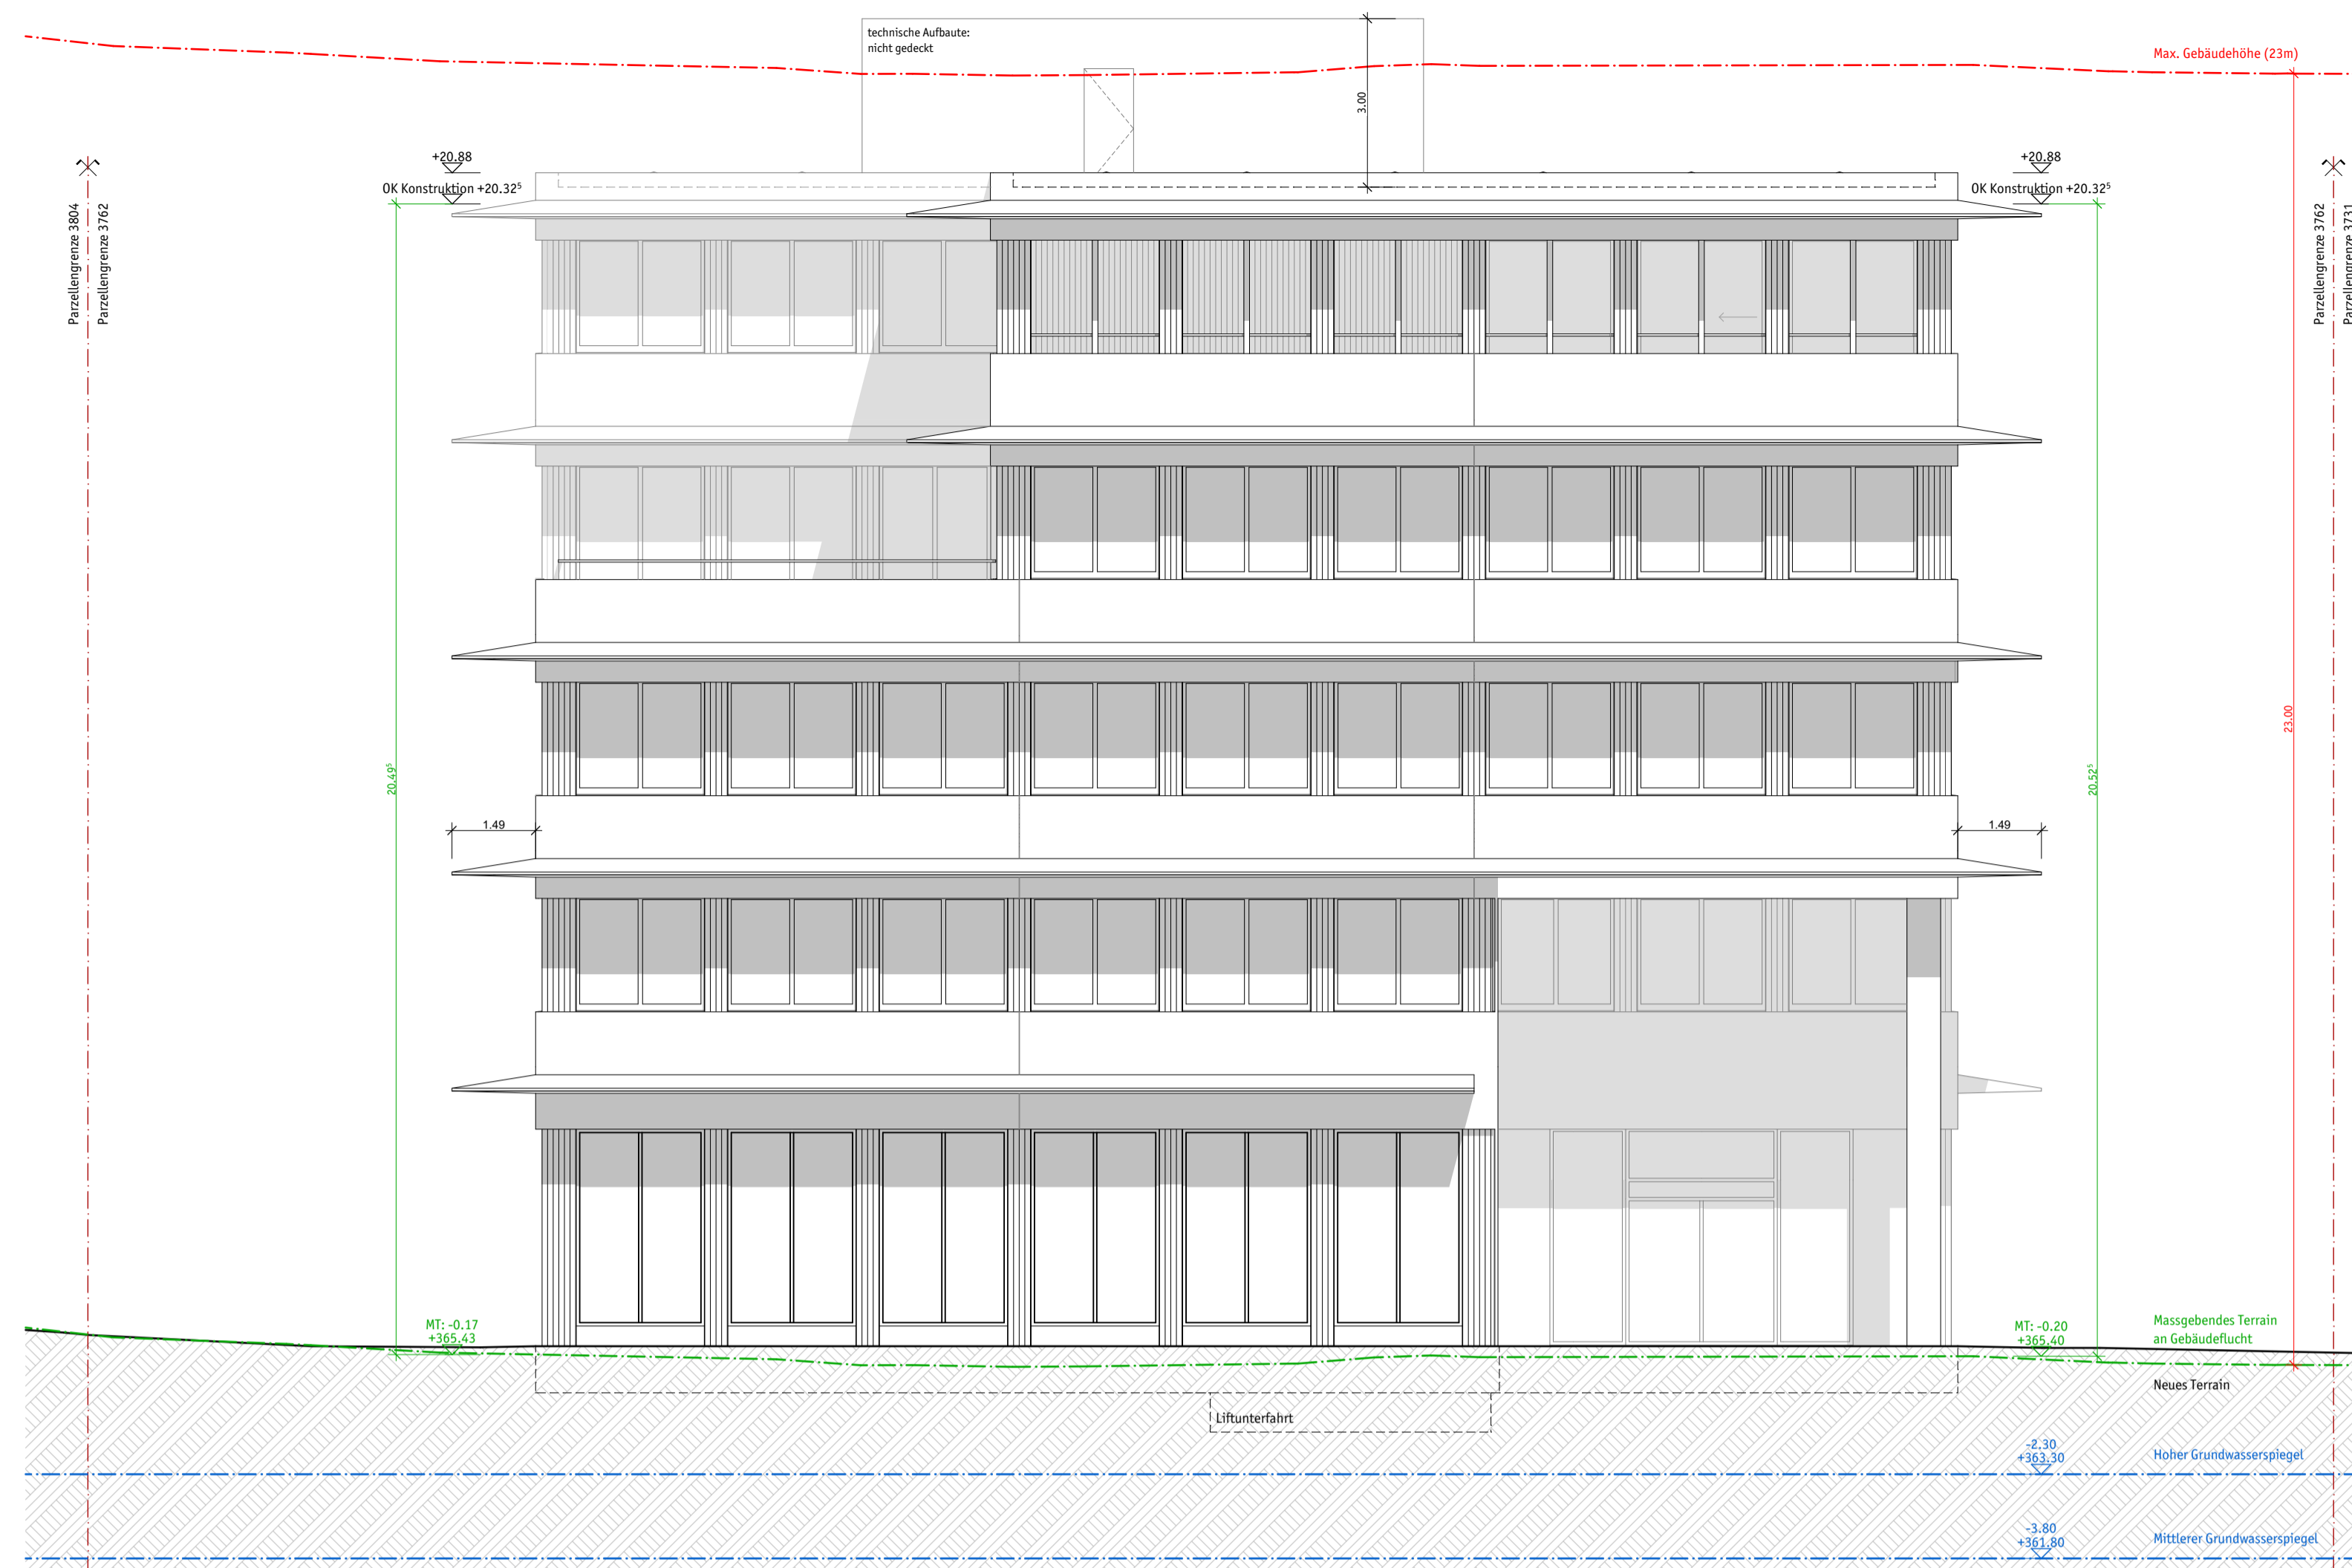 technische Aufbaute:
nicht gedeckt
Max. Gebäudehöhe (23m)
3.00
+20.88
OK Konstruktion +20.32⁵
+20.88
OK Konstruktion +20.32⁵
Parzellengrenze 3804
Parzellengrenze 3762
Parzellengrenze 3762
Parzellengrenze 3731
23.00
20.49⁵
20.52⁵
1.49
1.49
MT: -0.17
+365.43
MT: -0.20
+365.40
Massgebendes Terrain
an Gebäudeflucht
Neues Terrain
Liftunterfahrt
-2.30
+363.30
Hoher Grundwasserspiegel
-3.80
+361.80
Mittlerer Grundwasserspiegel